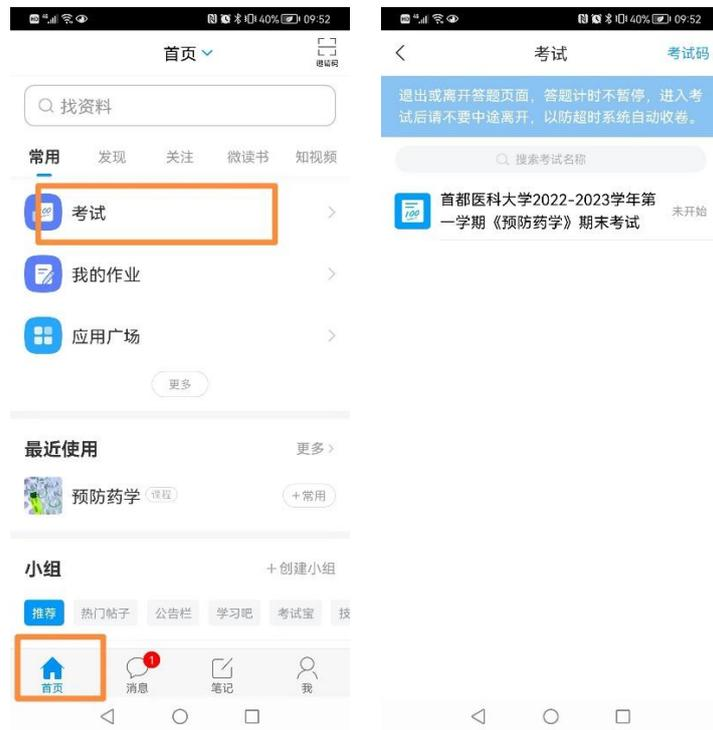 HD 4G 40% 09:52
首页
邀请码
找资料
常用 发现 关注 微读书 知视频
考试
我的作业
应用广场
更多
最近使用
更多
预防药学 课程
+常用
小组
+创建小组
推荐 热门帖子 公告栏 学习吧 考试宝 技
首页
消息 1
笔记
我
HD 4G 40% 09:52
考试
考试码
退出或离开答题页面,答题计时不暂停,进入考
试后请不要中途离开,以防超时系统自动收卷。
搜索考试名称
100
首都医科大学2022-2023学年第
一学期《预防药学》期末考试
未开始